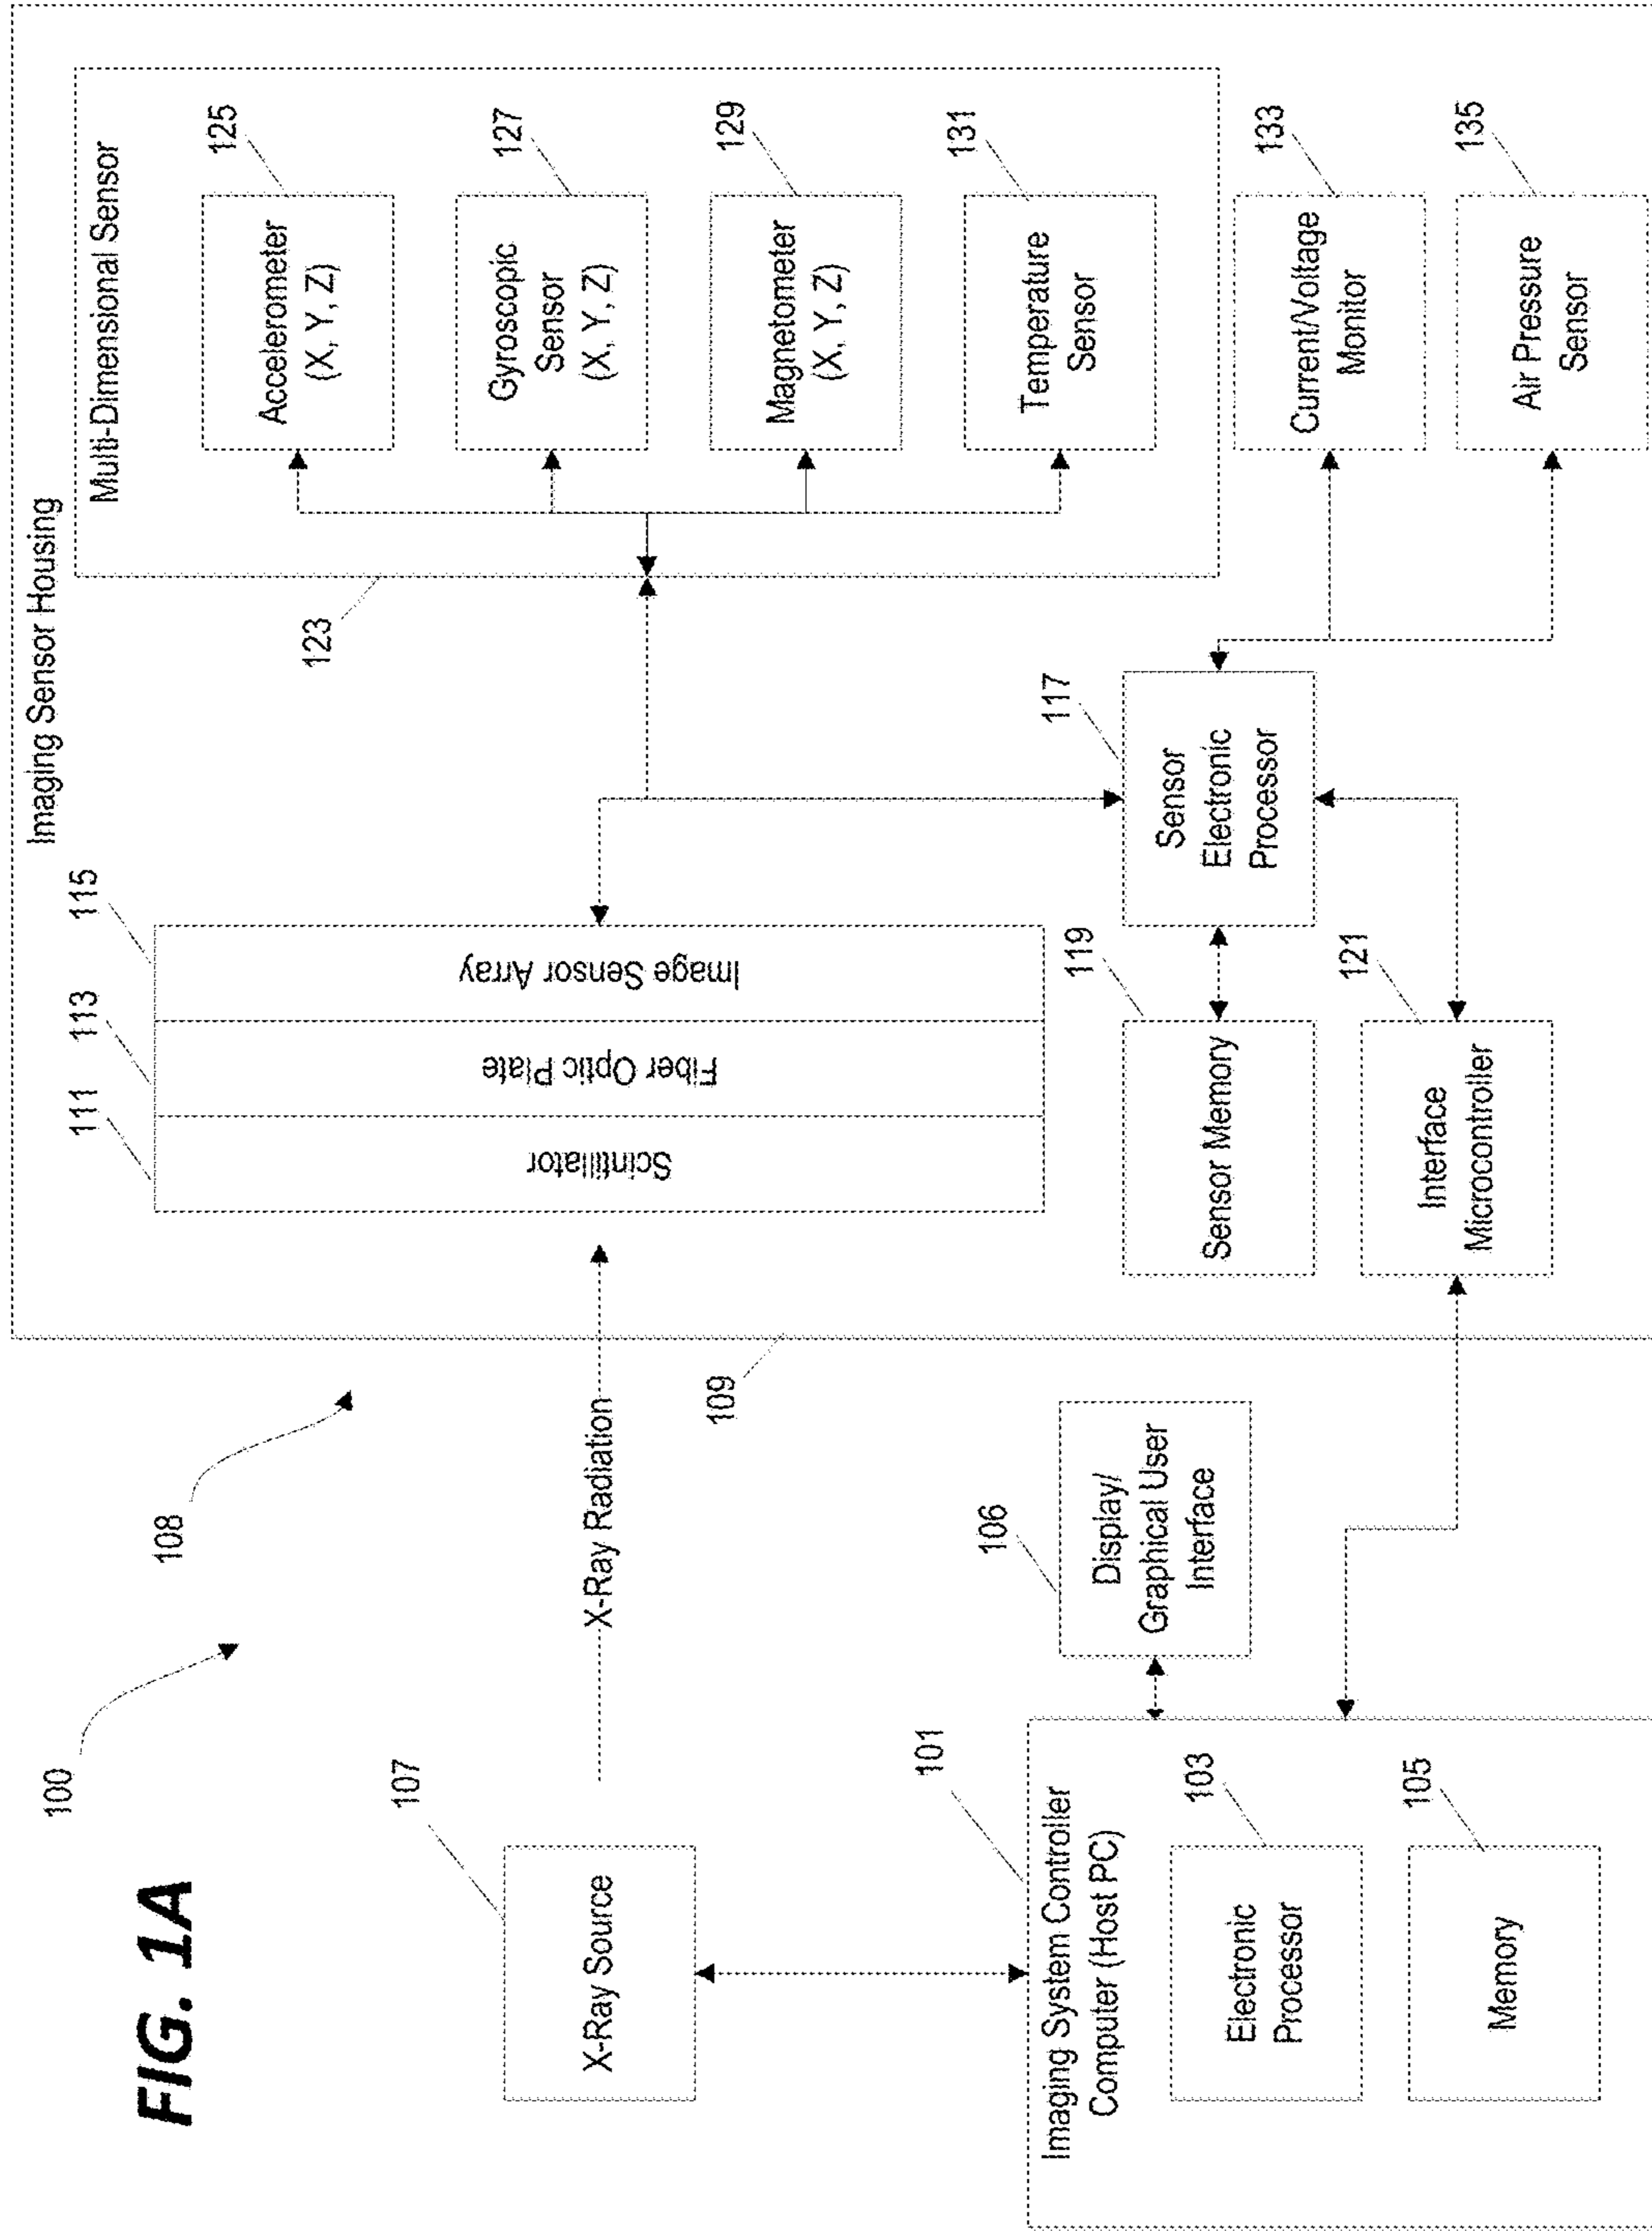 FIG. 1A
100
108
Imaging Sensor Housing
107
X-Ray Source
X-Ray Radiation
109
111
113
115
Scintillator
Fiber Optic Plate
Image Sensor Array
123
Multi-Dimensional Sensor
125
Accelerometer
(X, Y, Z)
127
Gyroscopic
Sensor
(X, Y, Z)
129
Magnetometer
(X, Y, Z)
131
Temperature
Sensor
133
Current/Voltage
Monitor
135
Air Pressure
Sensor
101
Imaging System Controller
Computer (Host PC)
103
Electronic
Processor
105
Memory
106
Display/
Graphical User
Interface
119
Sensor Memory
117
Sensor
Electronic
Processor
121
Interface
Microcontroller